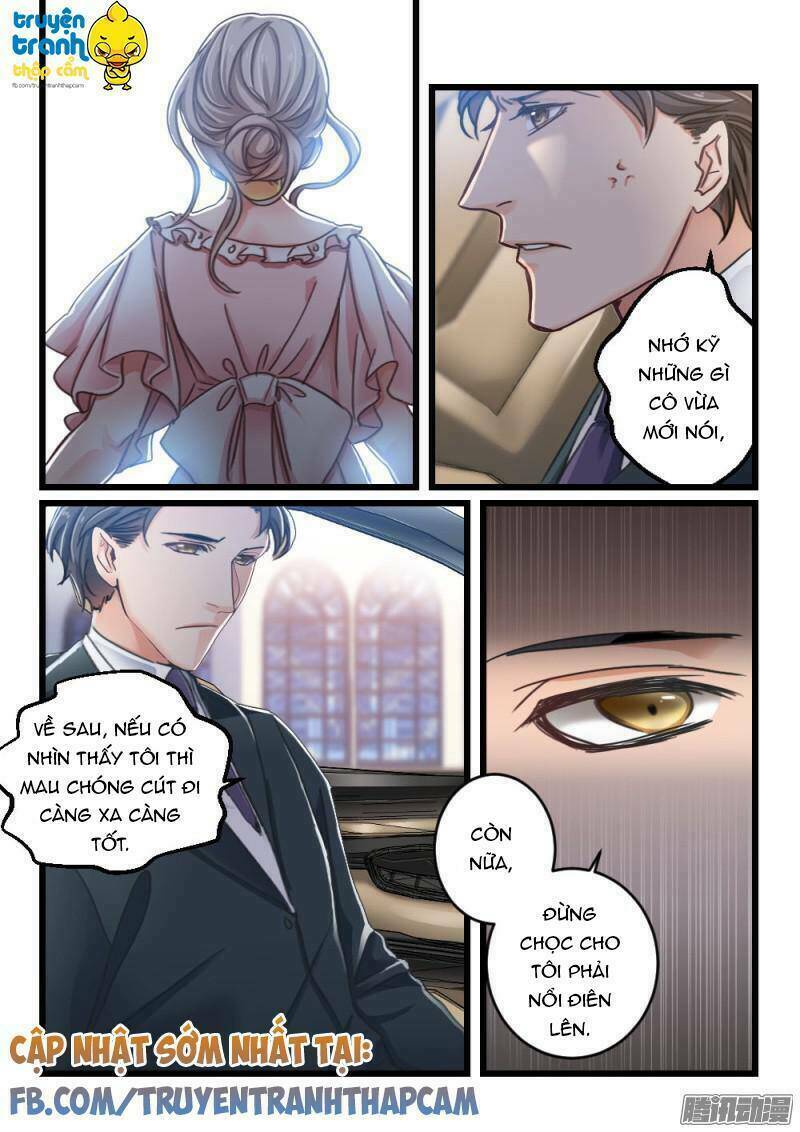 truyện
tranh
thập cẩm
FB.com/truyentranhthapcam
NHỚ KỸ
NHỮNG GÌ
CÔ VỪA
MỚI NÓI,
VỀ SAU, NẾU CÓ
NHÌN THẤY TÔI THÌ
MAU CHÓNG CÚT ĐI
CÀNG XA CÀNG
TỐT.
CÒN
NỮA,
ĐỪNG
CHỌC CHO
TÔI PHẢI
NỔI ĐIÊN
LÊN.
CẬP NHẬT SỚM NHẤT TẠI:
FB.COM/TRUYENTRANHTHAPCAM
腾讯动漫